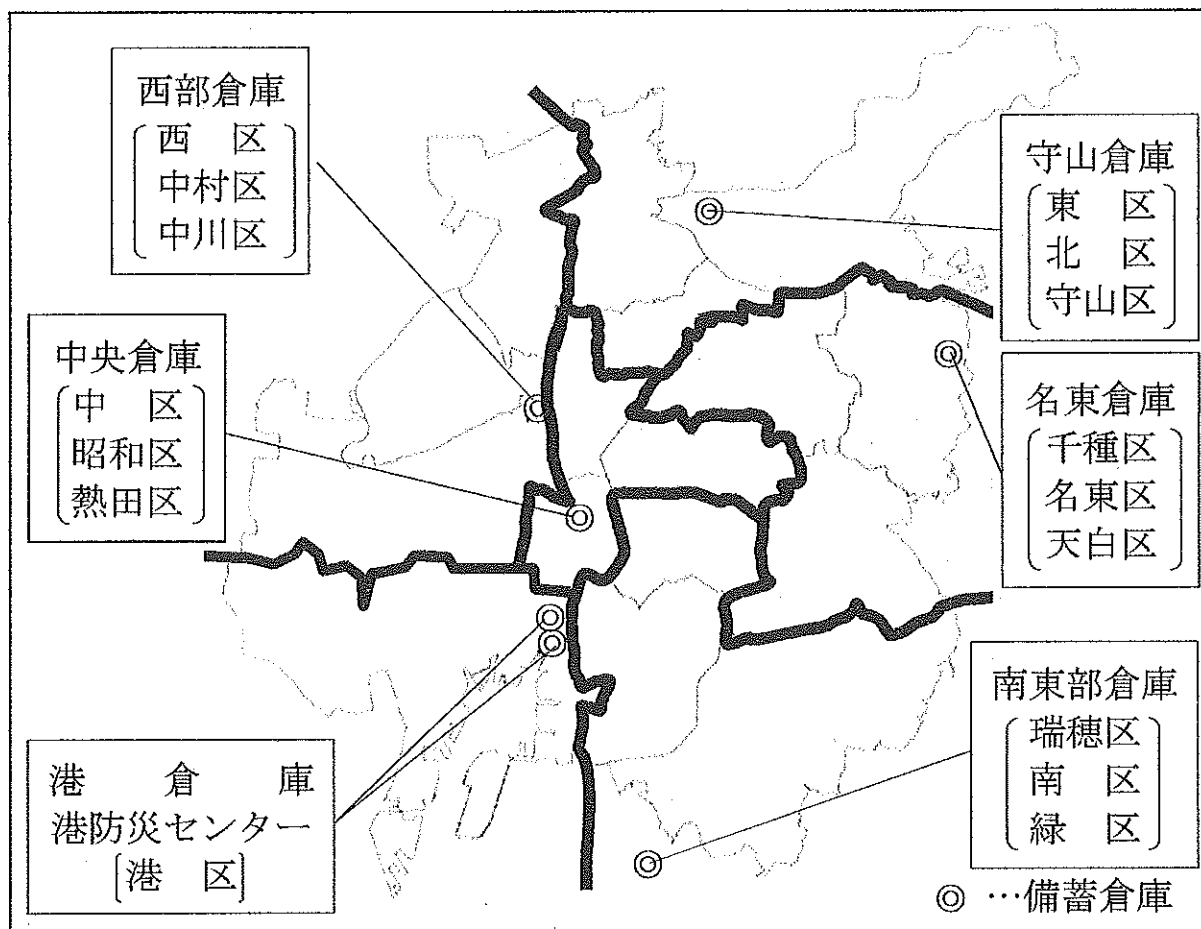 西部倉庫
西 区
中村区
中川区
中央倉庫
中 区
昭和区
熱田区
港倉庫
港防災センター
〔港 区〕
守山倉庫
東 区
北 区
守山区
名東倉庫
千種区
名東区
天白区
南東部倉庫
瑞穂区
南 区
緑 区
◎ …備蓄倉庫